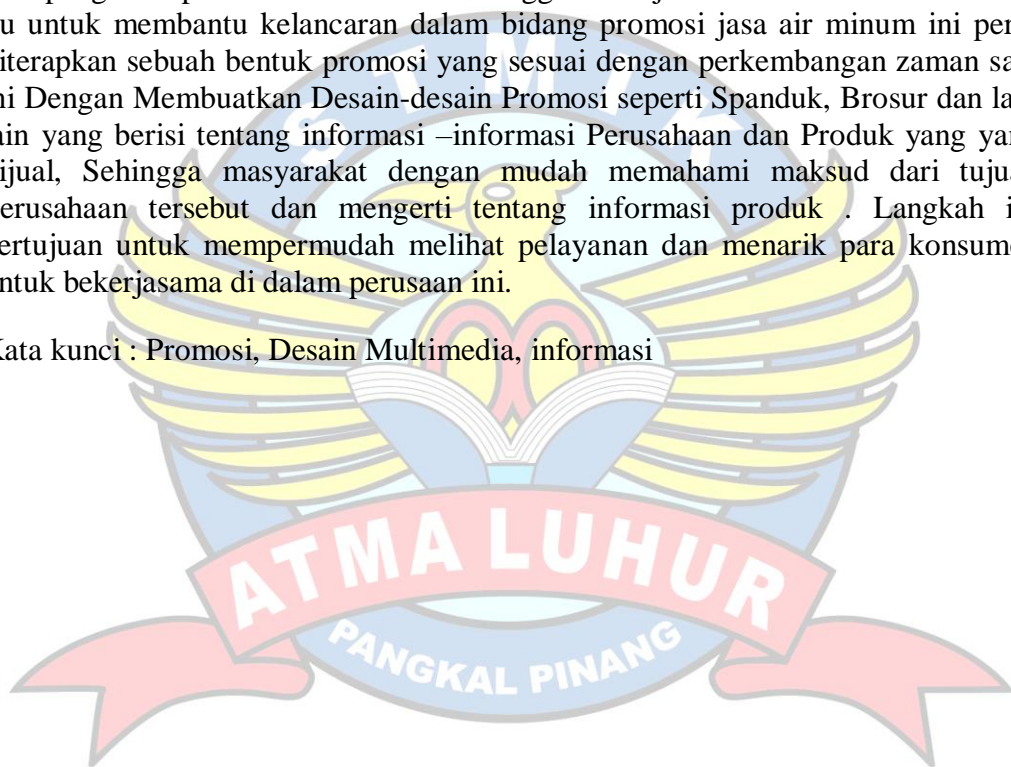 u untuk membantu kelancaran dalam bidang promosi jasa air minum ini per
iterapkan sebuah bentuk promosi yang sesuai dengan perkembangan zaman sa
ni Dengan Membuatkan Desain-desain Promosi seperti Spanduk, Brosur dan la
ain yang berisi tentang informasi –informasi Perusahaan dan Produk yang yan
ijual, Sehingga masyarakat dengan mudah memahami maksud dari tujua
erusahaan tersebut dan mengerti tentang informasi produk . Langkah i
ertujuan untuk mempermudah melihat pelayanan dan menarik para konsume
ntuk bekerjasama di dalam perusaan ini.
Kata kunci : Promosi, Desain Multimedia, informasi
STMIK
ATMA LUHUR
PANGKAL PINANG